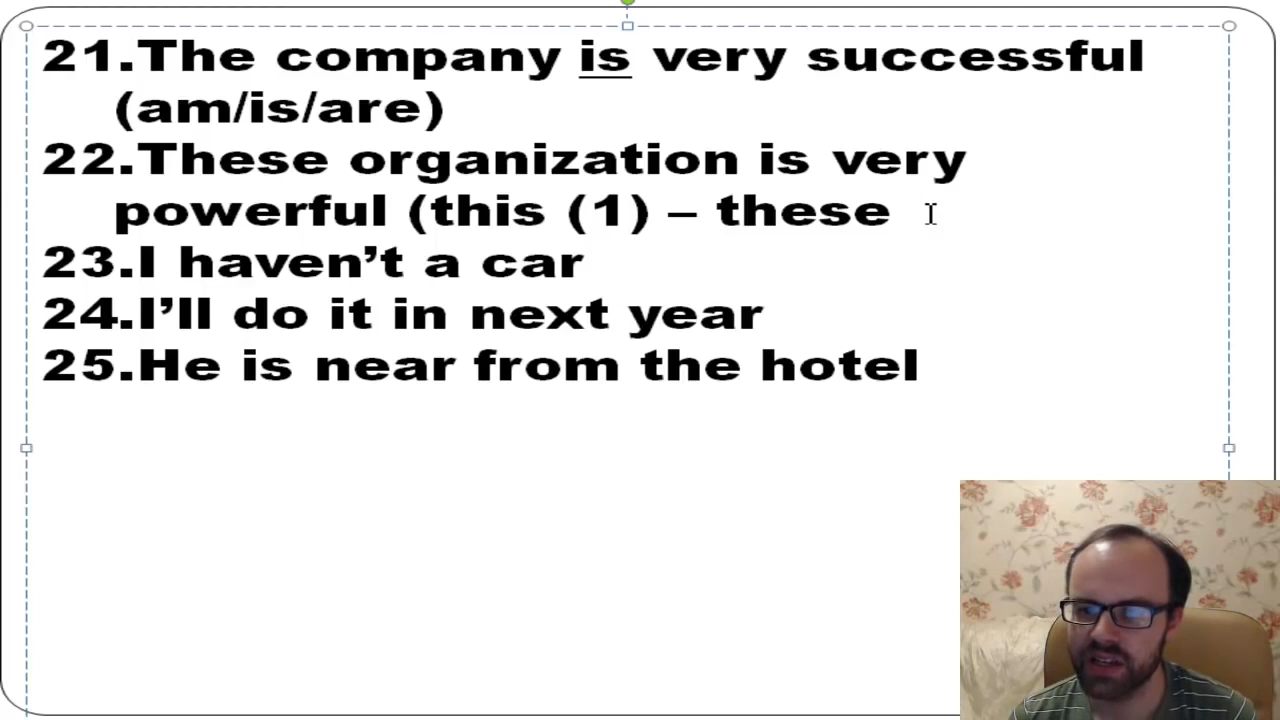 21.The company is very successful
(am/is/are)
22.These organization is very
powerful (this (1) – these
23.I haven’t a car
24.I’ll do it in next year
25.He is near from the hotel